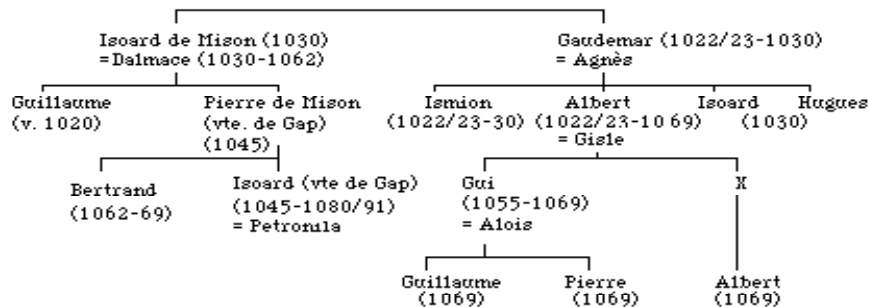 Isoard de Mison (1030)
=Dalmace (1030-1062)
Gaudemar (1022/23-1030)
= Agnès
Guillaume
(v. 1020)
Pierre de Mison
(vte. de Gap)
(1045)
Ismion
(1022/23-30)
Albert
(1022/23-1069)
= Gisle
Isoard
(1030)
Hugues
Bertrand
(1062-69)
Isoard (vte de Gap)
(1045-1080/91)
= Petronila
Gui
(1055-1069)
= Alois
X
Guillaume
(1069)
Pierre
(1069)
Albert
(1069)